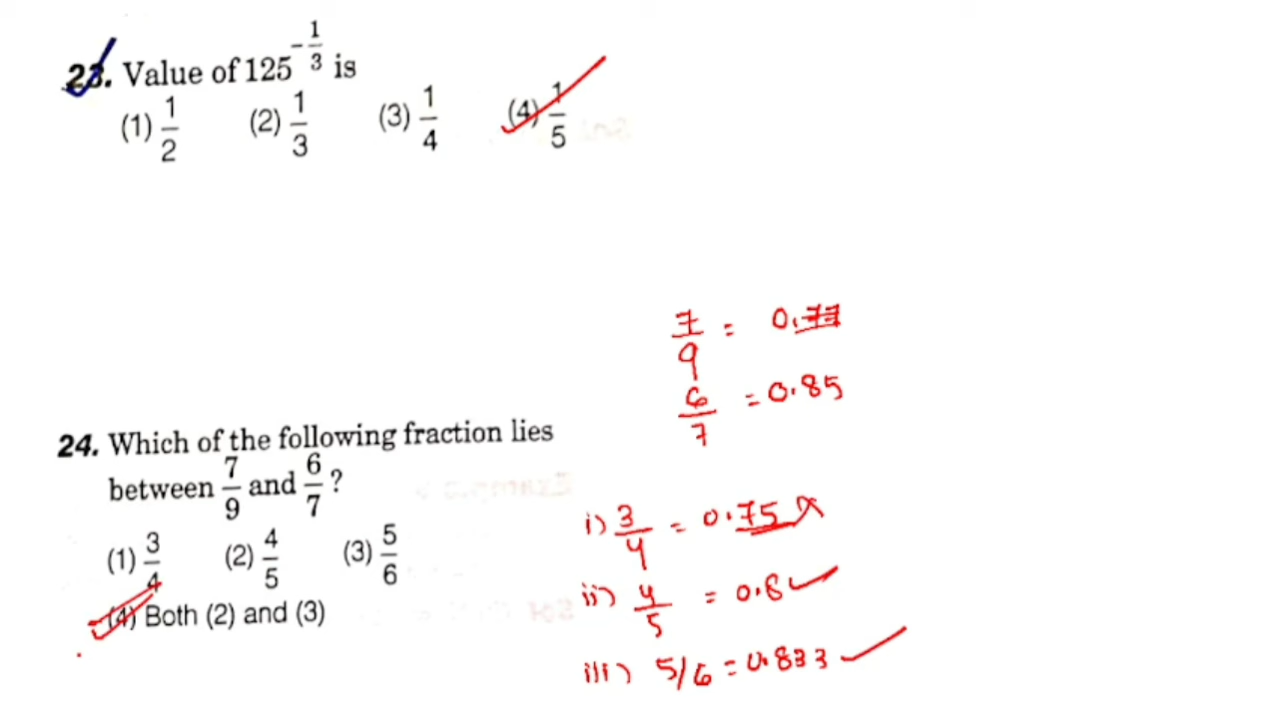 23. Value of 125^(-1/3) is
(1) 1/2 (2) 1/3 (3) 1/4 (4) 1/5
7/9 = 0.77
6/7 = 0.85
24. Which of the following fraction lies
between 7/9 and 6/7 ?
(1) 3/4 (2) 4/5 (3) 5/6
(4) Both (2) and (3)
i) 3/4 = 0.75 ✗
ii) 4/5 = 0.8 ✓
iii) 5/6 = 0.833 ✓